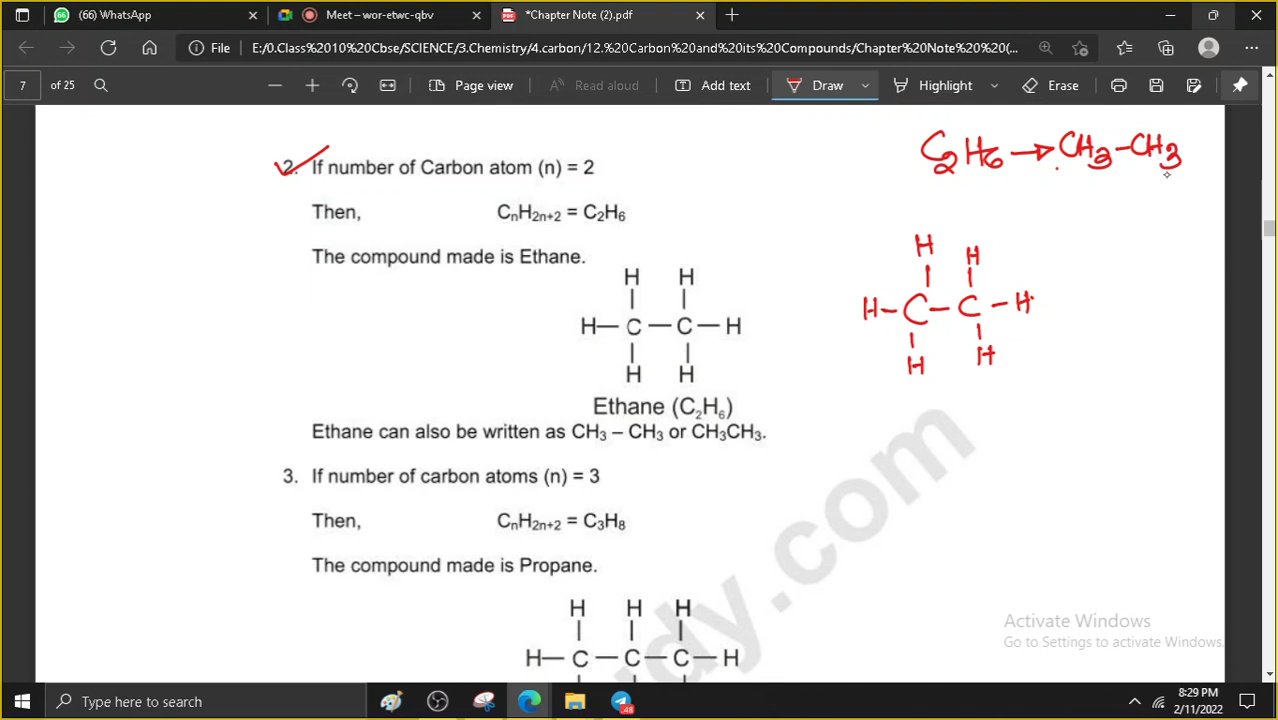 (66) WhatsApp
Meet – wor-etwc-qbv
*Chapter Note (2).pdf
File
E:/0.Class%2010%20Cbse/SCIENCE/3.Chemistry/4.carbon/12.%20Carbon%20and%20its%20Compounds/Chapter%20Note%20%20(...
7 of 25
Page view
Read aloud
Add text
Draw
Highlight
Erase
C₂H₆ → CH₃–CH₃
2. If number of Carbon atom (n) = 2
Then, CₙH₂ₙ₊₂ = C₂H₆
The compound made is Ethane.
H H
H– C – C – H
H H
H H
H– C – C – H
H H
Ethane (C₂H₆)
Ethane can also be written as CH₃ – CH₃ or CH₃CH₃.
3. If number of carbon atoms (n) = 3
Then, CₙH₂ₙ₊₂ = C₃H₈
The compound made is Propane.
H H H
H– C – C – C – H
dy.com
Activate Windows
Go to Settings to activate Windows.
Type here to search
48
8:29 PM
2/11/2022